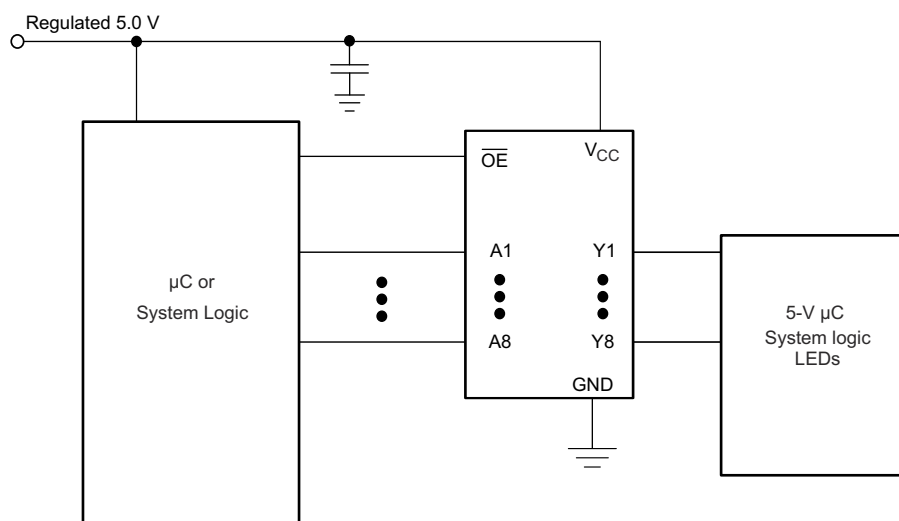 Regulated 5.0 V
OE
VCC
A1
Y1
µC or
System Logic
5-V µC
System logic
LEDs
A8
Y8
GND